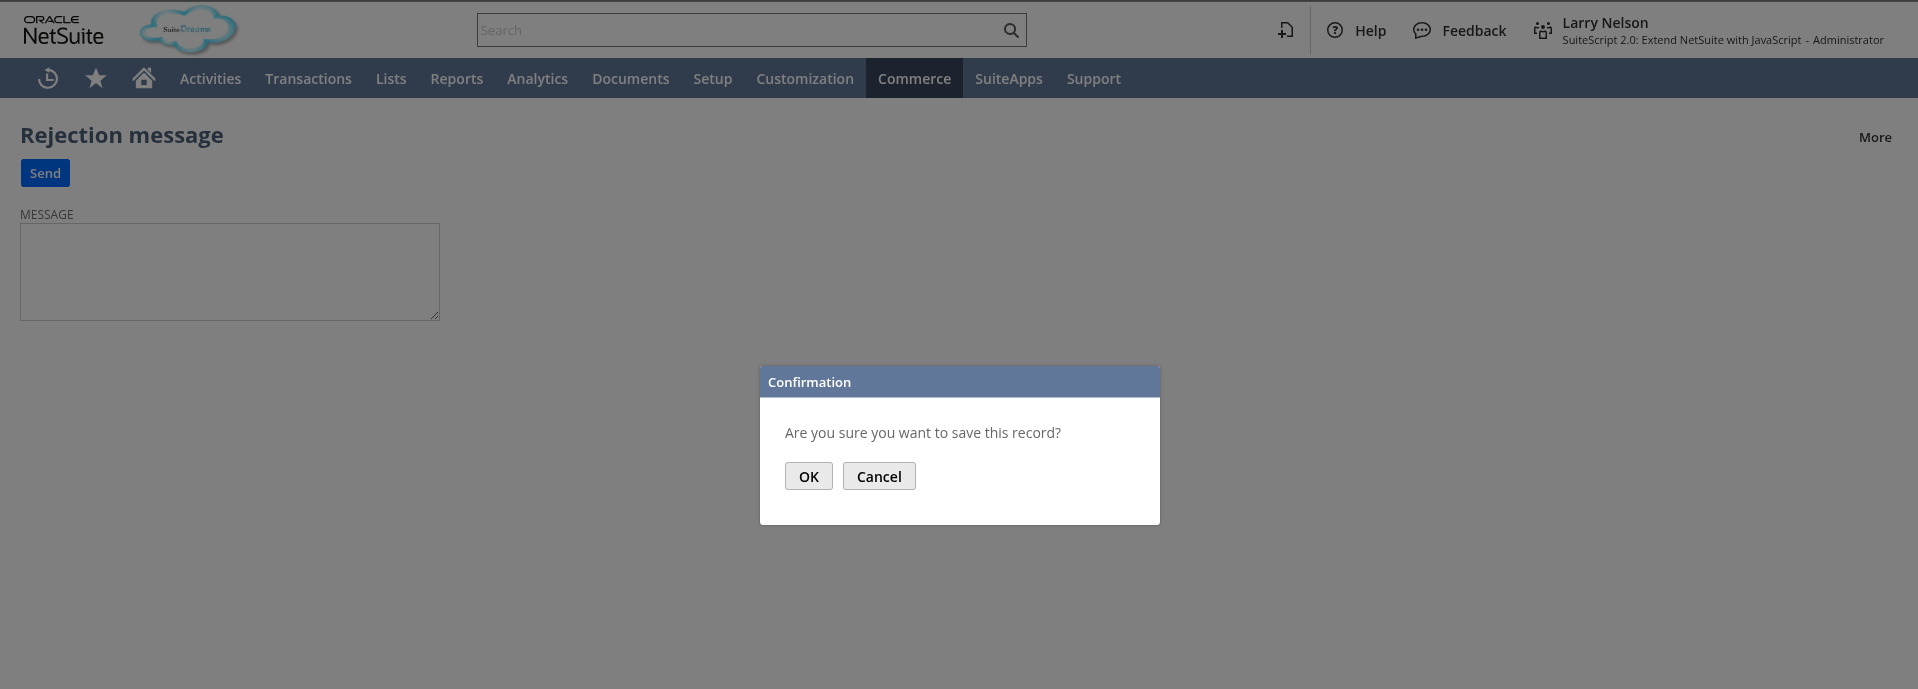 ORACLE
NetSuite
SuiteDreams
Search
Help
Feedback
Larry Nelson
SuiteScript 2.0: Extend NetSuite with JavaScript - Administrator
Activities Transactions Lists Reports Analytics Documents Setup Customization Commerce SuiteApps Support
Rejection message
More
Send
MESSAGE
Confirmation
Are you sure you want to save this record?
OK Cancel